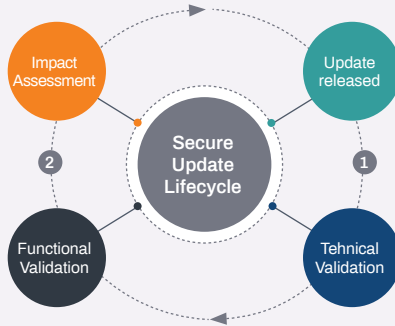 Impact
Assessment
Update
released
Secure
Update
Lifecycle
2
1
Functional
Validation
Tehnical
Validation